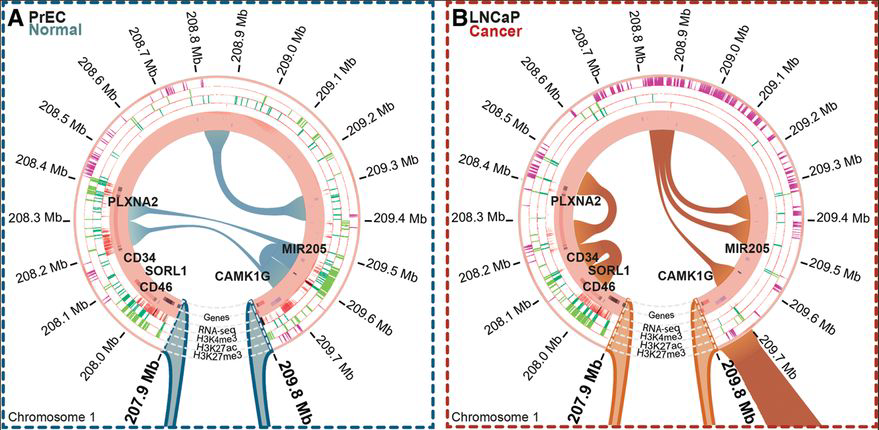 A PrEC
Normal
208.9 Mb
208.8 Mb
209.0 Mb
208.7 Mb
209.1 Mb
208.6 Mb
209.2 Mb
208.5 Mb
209.3 Mb
208.4 Mb
209.4 Mb
208.3 Mb
209.5 Mb
208.2 Mb
209.6 Mb
208.1 Mb
209.7 Mb
208.0 Mb
209.8 Mb
207.9 Mb
PLXNA2
CD34
SORL1
CD46
MIR205
CAMK1G
Genes
RNA-seq
H3K4me3
H3K27ac
H3K27me3
Chromosome 1
B LNCaP
Cancer
208.8 Mb
208.9 Mb
209.0 Mb
208.7 Mb
209.1 Mb
208.6 Mb
209.2 Mb
208.5 Mb
209.3 Mb
208.4 Mb
209.4 Mb
208.3 Mb
209.5 Mb
208.2 Mb
209.6 Mb
208.1 Mb
209.7 Mb
208.0 Mb
209.8 Mb
207.9 Mb
PLXNA2
CD34
SORL1
CD46
MIR205
CAMK1G
Genes
RNA-seq
H3K4me3
H3K27ac
H3K27me3
Chromosome 1